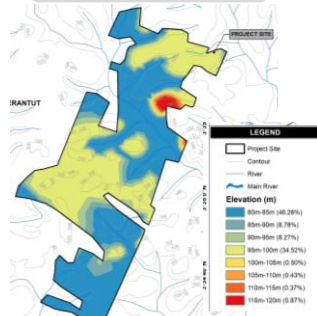 PROJECT SITE
ERANTUT
LEGEND
Project Site
Contour
River
Main River
Elevation (m)
80m-85m (46.28%)
85m-90m (8.78%)
90m-95m (8.27%)
95m-100m (34.52%)
100m-105m (0.50%)
105m-110m (0.43%)
110m-115m (0.37%)
115m-120m (0.87%)